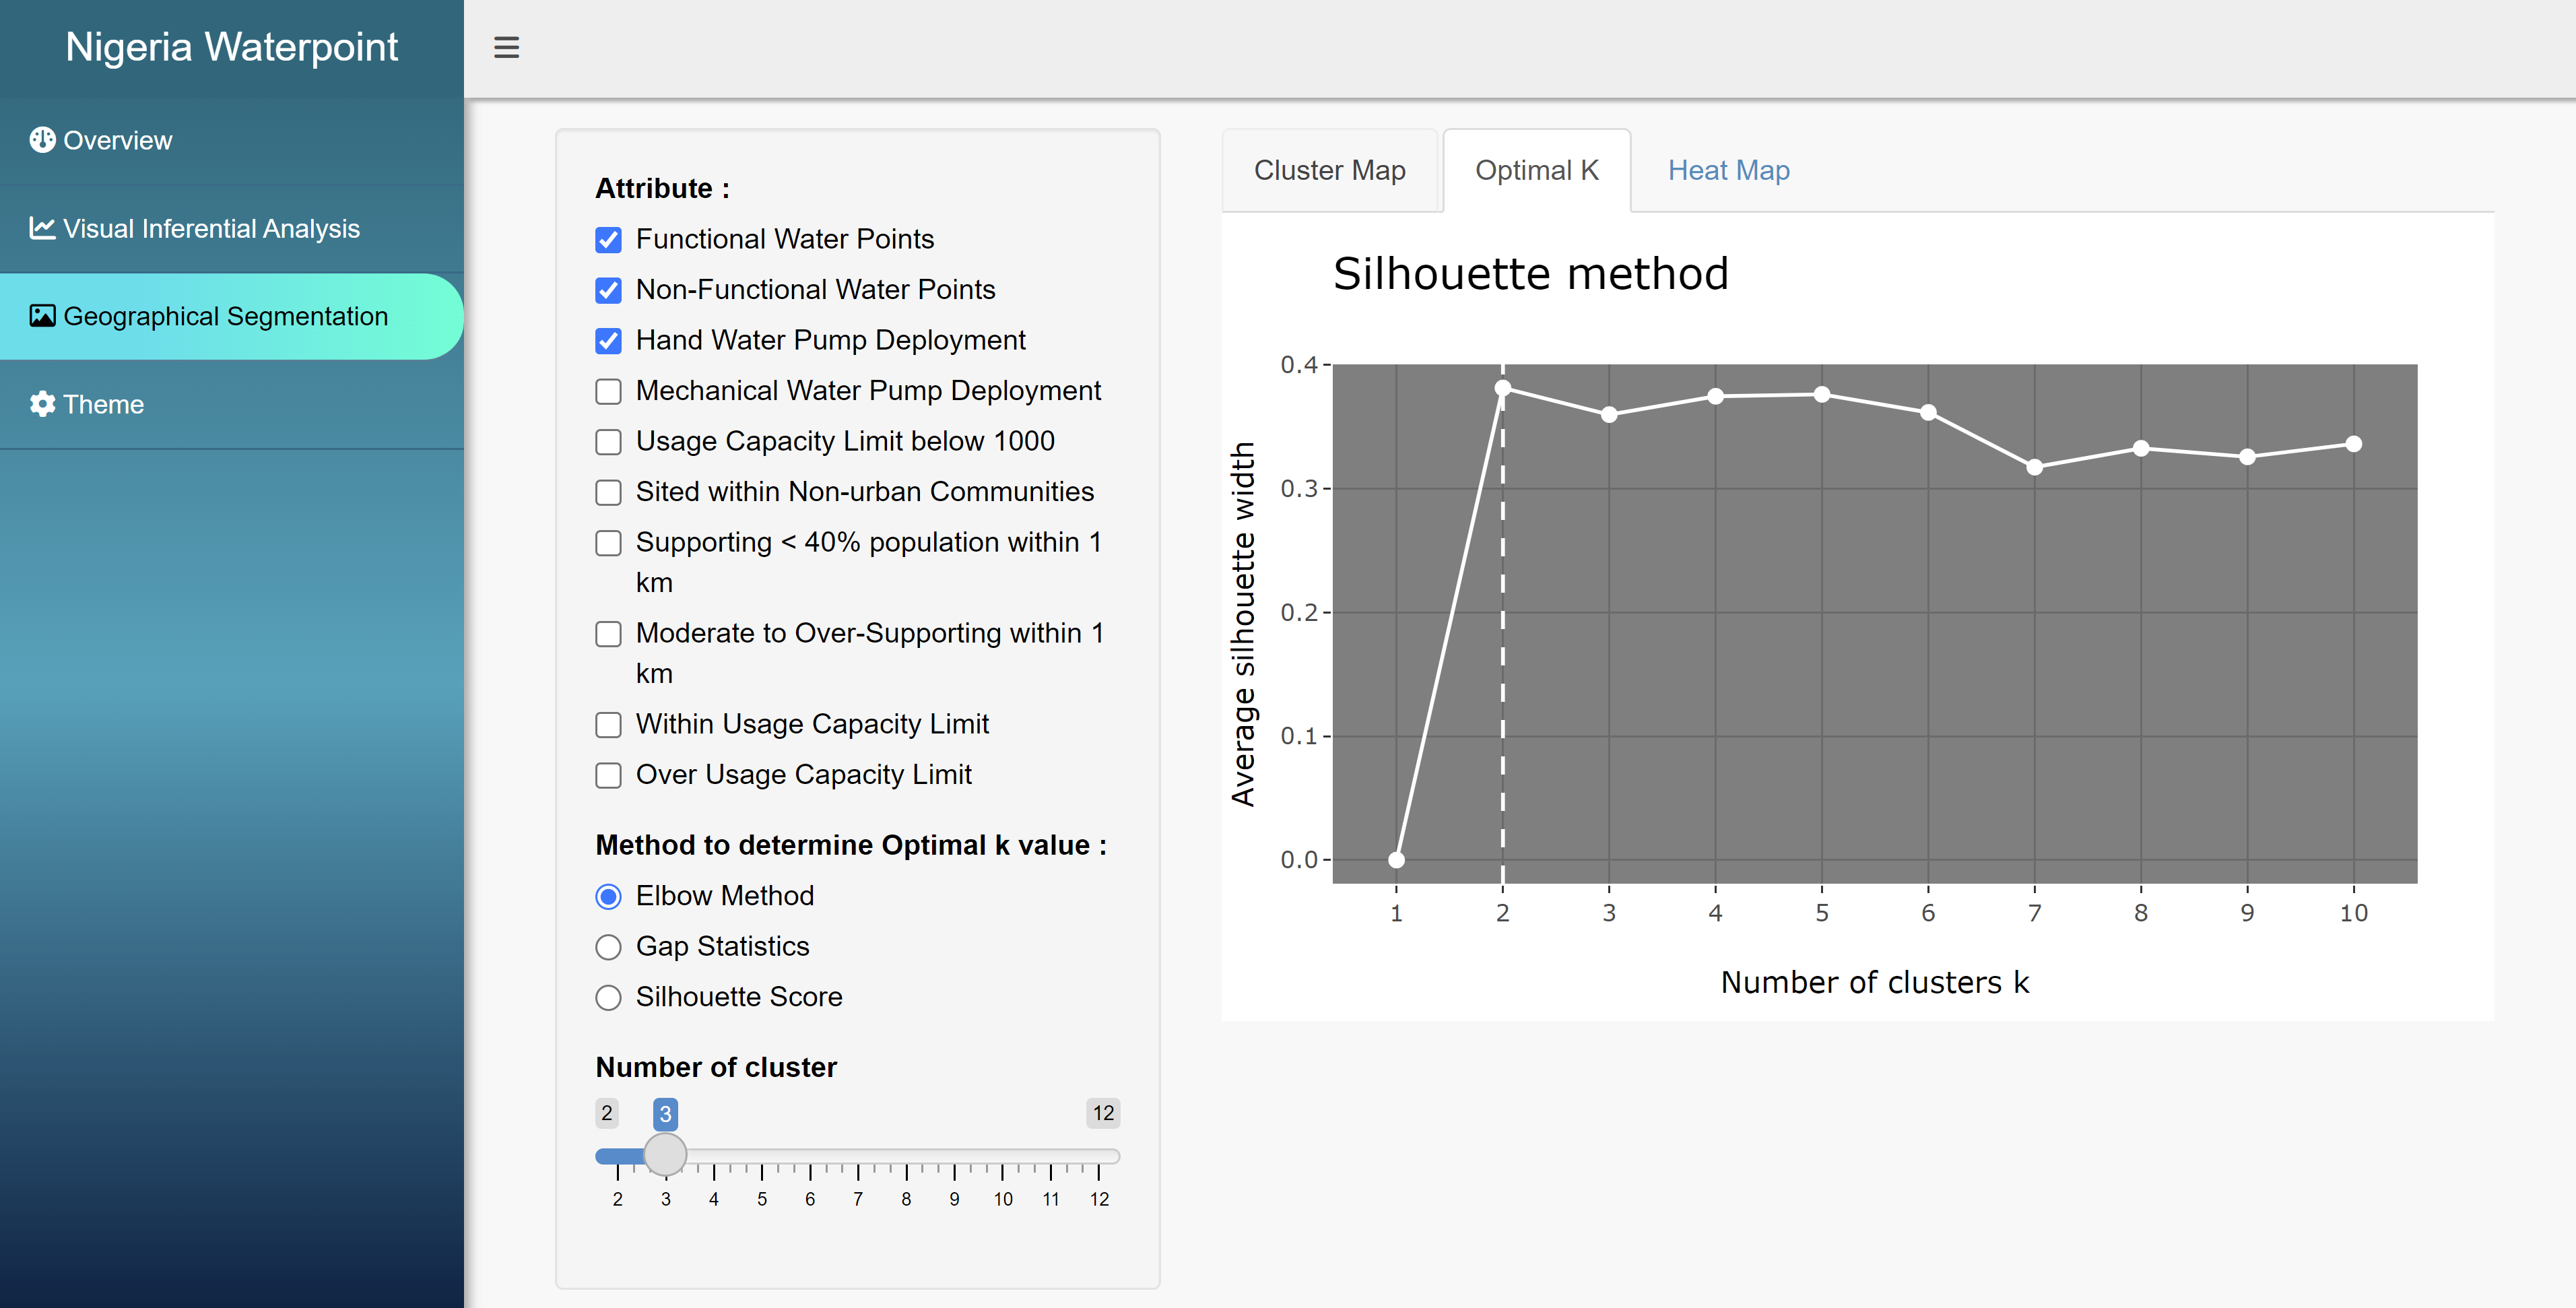 Nigeria Waterpoint
Overview
Visual Inferential Analysis
Geographical Segmentation
Theme
Attribute :
Functional Water Points
Non-Functional Water Points
Hand Water Pump Deployment
Mechanical Water Pump Deployment
Usage Capacity Limit below 1000
Sited within Non-urban Communities
Supporting < 40% population within 1
km
Moderate to Over-Supporting within 1
km
Within Usage Capacity Limit
Over Usage Capacity Limit
Method to determine Optimal k value :
Elbow Method
Gap Statistics
Silhouette Score
Number of cluster
2 3 12
2 3 4 5 6 7 8 9 10 11 12
Cluster Map Optimal K Heat Map
Silhouette method
Average silhouette width
0.4
0.3
0.2
0.1
0.0
1 2 3 4 5 6 7 8 9 10
Number of clusters k